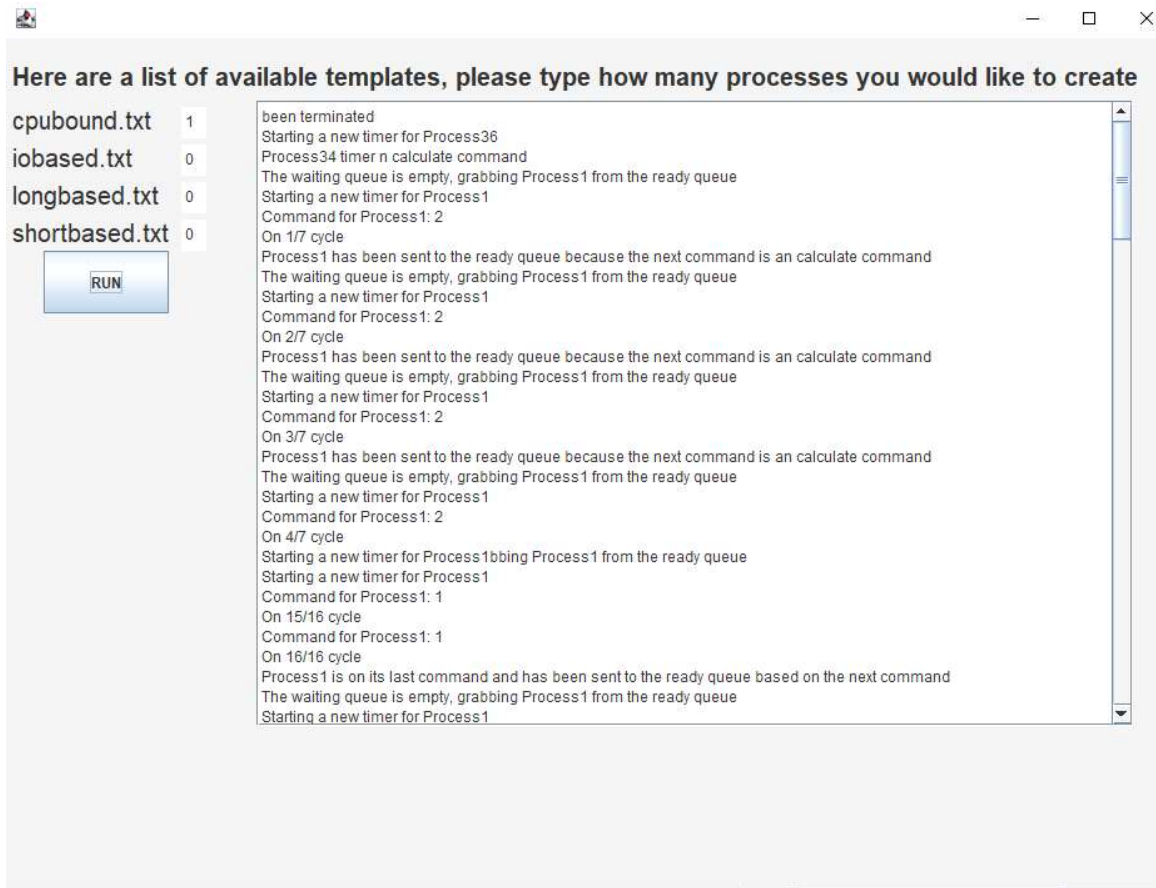 Here are a list of available templates, please type how many processes you would like to create
cpubound.txt 1
iobased.txt 0
longbased.txt 0
shortbased.txt 0
RUN
been terminated
Starting a new timer for Process36
Process34 timer n calculate command
The waiting queue is empty, grabbing Process1 from the ready queue
Starting a new timer for Process1
Command for Process1: 2
On 1/7 cycle
Process1 has been sent to the ready queue because the next command is an calculate command
The waiting queue is empty, grabbing Process1 from the ready queue
Starting a new timer for Process1
Command for Process1: 2
On 2/7 cycle
Process1 has been sent to the ready queue because the next command is an calculate command
The waiting queue is empty, grabbing Process1 from the ready queue
Starting a new timer for Process1
Command for Process1: 2
On 3/7 cycle
Process1 has been sent to the ready queue because the next command is an calculate command
The waiting queue is empty, grabbing Process1 from the ready queue
Starting a new timer for Process1
Command for Process1: 2
On 4/7 cycle
Starting a new timer for Process1bbing Process1 from the ready queue
Starting a new timer for Process1
Command for Process1: 1
On 15/16 cycle
Command for Process1: 1
On 16/16 cycle
Process1 is on its last command and has been sent to the ready queue based on the next command
The waiting queue is empty, grabbing Process1 from the ready queue
Starting a new timer for Process1